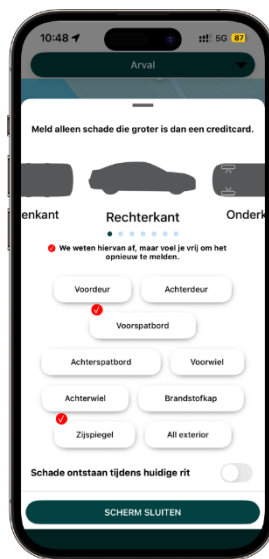 10:48
5G 87
Arval
Meld alleen schade die groter is dan een creditcard.
enkant
Rechterkant
Onderk
We weten hiervan af, maar voel je vrij om het
opnieuw te melden.
Voordeur
Achterdeur
Voorspatbord
Achterspatbord
Voorwiel
Achterwiel
Brandstofkap
Zijspiegel
All exterior
Schade ontstaan tijdens huidige rit
SCHERM SLUITEN